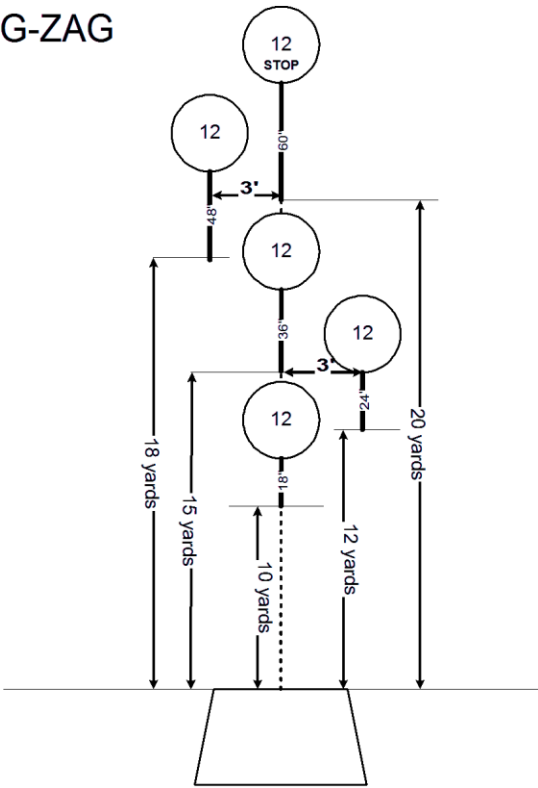 G-ZAG
12
STOP
12
60"
3'
48"
12
12
36"
3'
24"
12
18"
18 yards
15 yards
10 yards
12 yards
20 yards